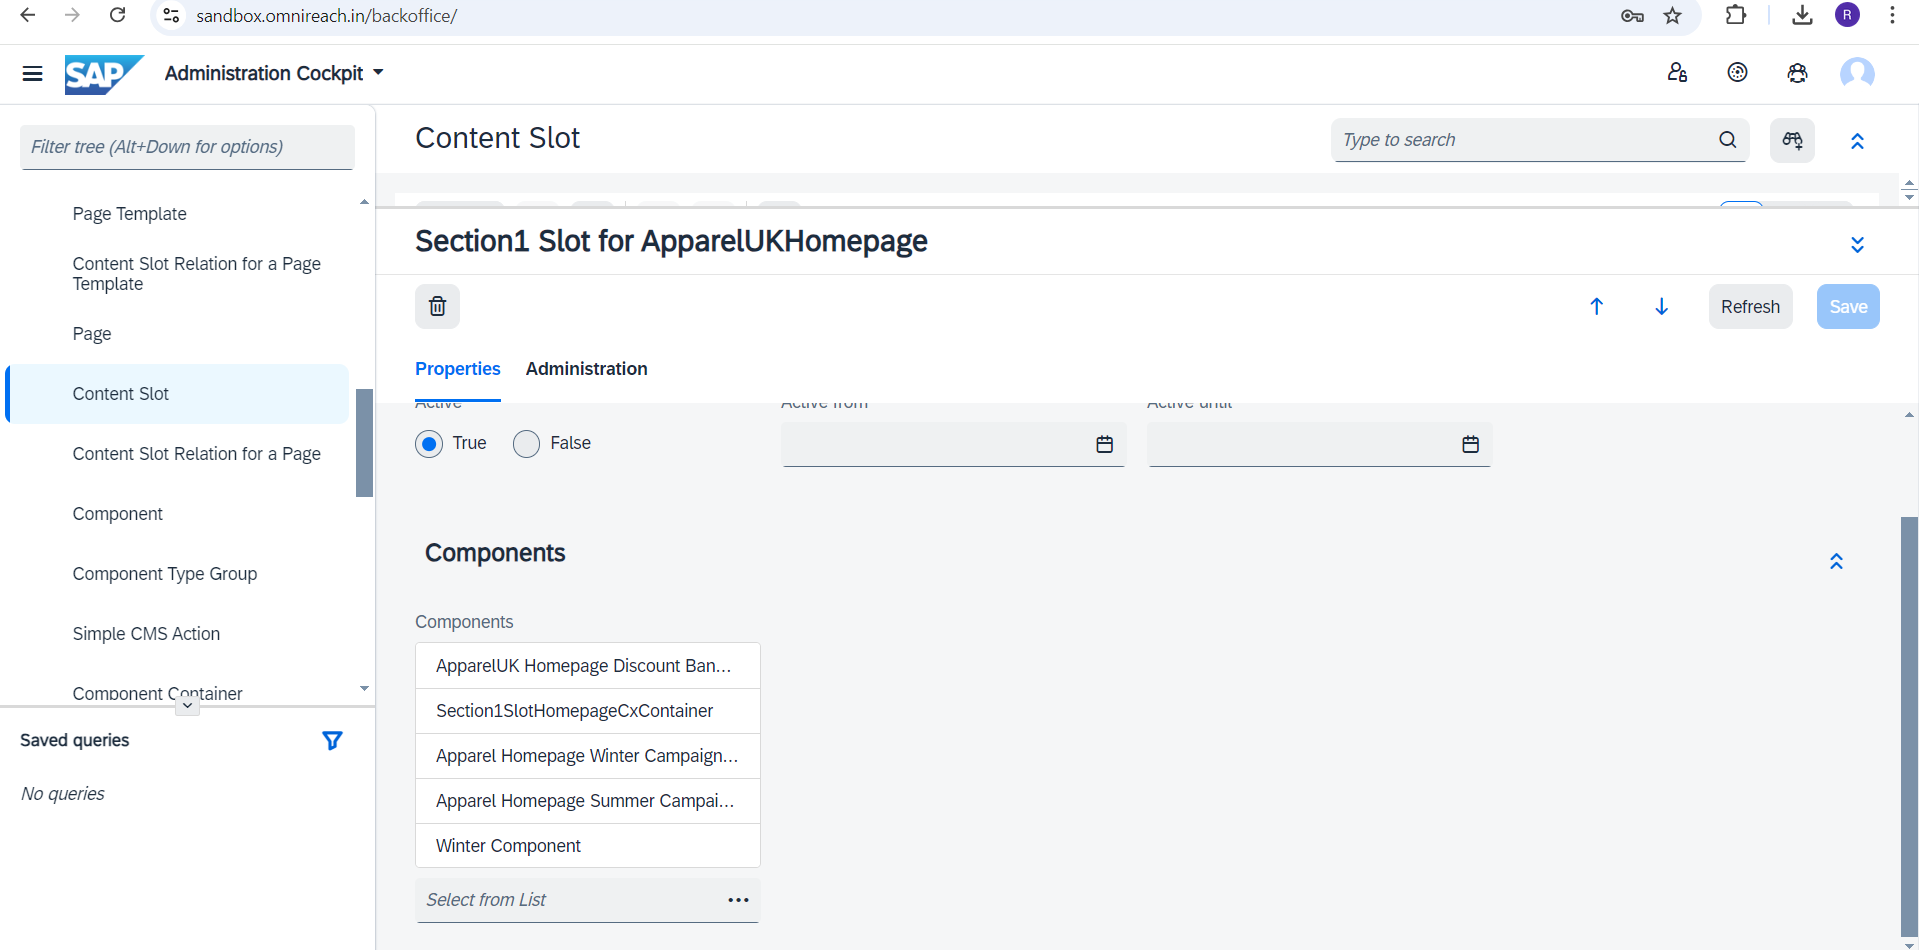 sandbox.omnireach.in/backoffice/
R
SAP
Administration Cockpit
Filter tree (Alt+Down for options)
Page Template
Content Slot Relation for a Page
Template
Page
Content Slot
Content Slot Relation for a Page
Component
Component Type Group
Simple CMS Action
Component Container
Saved queries
No queries
Content Slot
Type to search
Section1 Slot for ApparelUKHomepage
Refresh
Save
Properties
Administration
Active
Active from
Active until
True
False
Components
Components
ApparelUK Homepage Discount Ban...
Section1SlotHomepageCxContainer
Apparel Homepage Winter Campaign...
Apparel Homepage Summer Campai...
Winter Component
Select from List